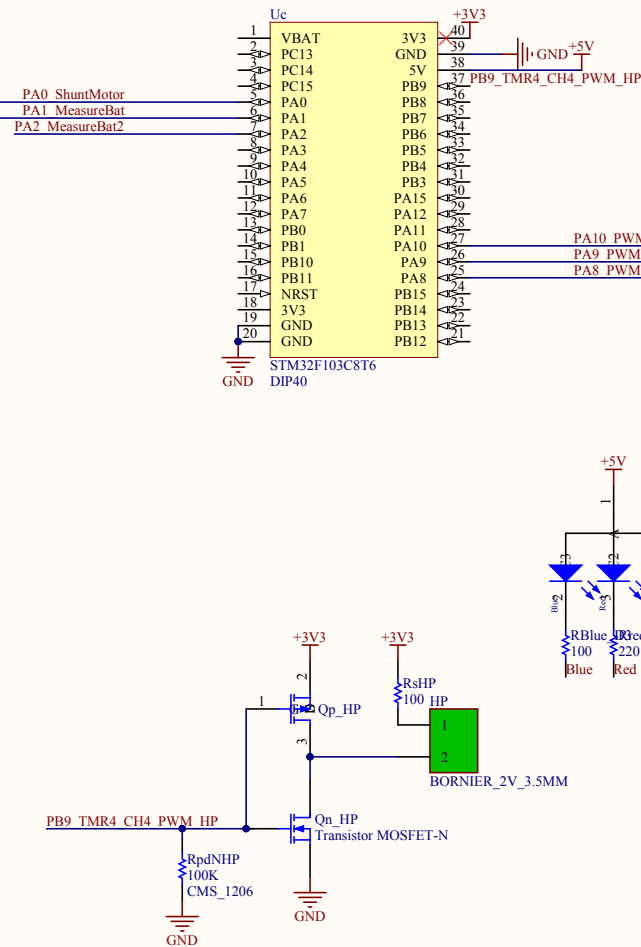 Uc
+3V3
1 VBAT 3V3 40
2 PC13 GND 39 GND +5V
3 PC14 5V 38
4 PC15 PB9 37 PB9_TMR4_CH4_PWM_HP
PA0_ShuntMotor 5 PA0 PB8 36
PA1_MeasureBat 6 PA1 PB7 35
PA2_MeasureBat2 7 PA2 PB6 34
8 PA3 PB5 33
9 PA4 PB4 32
10 PA5 PB3 31
11 PA6 PA15 30
12 PA7 PA12 29
13 PB0 PA11 28
14 PB1 PA10 27 PA10_PWM
15 PB10 PA9 26 PA9_PWM
16 PB11 PA8 25 PA8_PWM
17 NRST PB15 24
18 3V3 PB14 23
19 GND PB13 22
20 GND PB12 21
GND
STM32F103C8T6
DIP40
+5V
1
A
2 3
Blue Red
RBlue
100 220
Blue Red
+3V3 +3V3
2
RsHP
100
HP
1 Qp_HP
1
3
2
BORNIER_2V_3.5MM
PB9_TMR4_CH4_PWM_HP
Qn_HP
Transistor MOSFET-N
RpdNHP
100K
CMS_1206
GND
GND